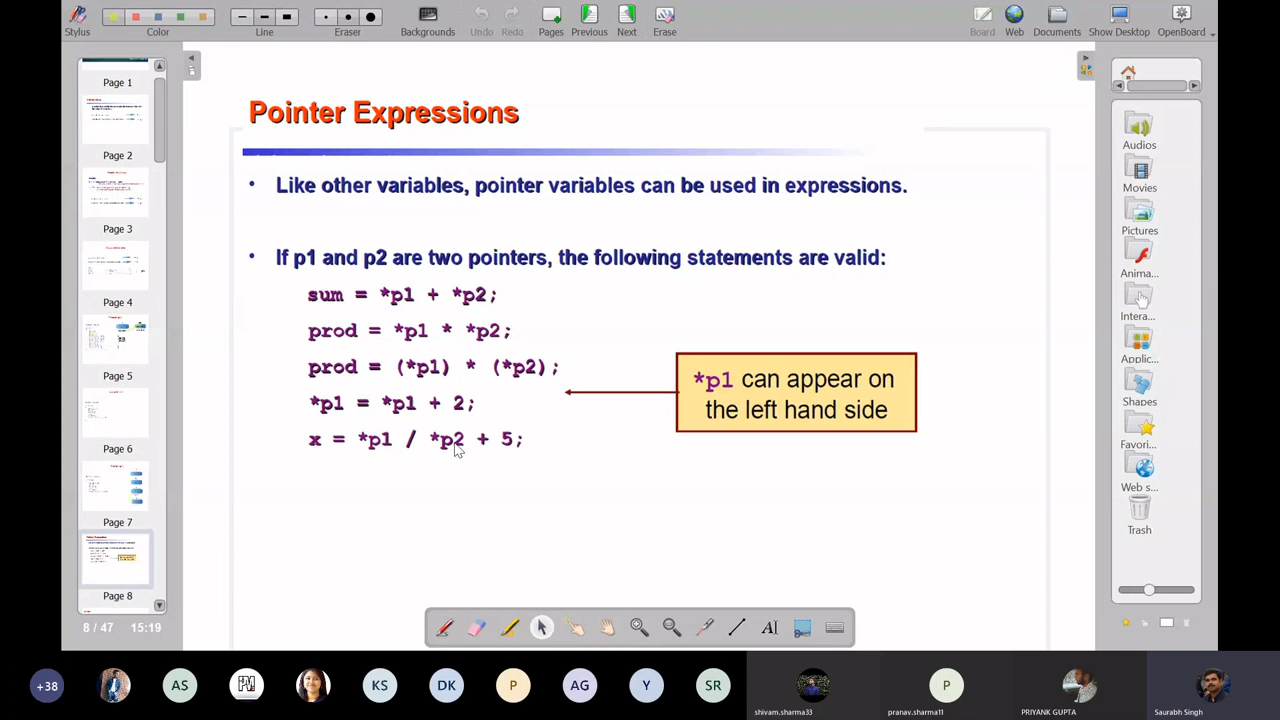 Stylus
Color
Line
Eraser
Backgrounds
Undo
Redo
Pages
Previous
Next
Erase
Board
Web
Documents
Show Desktop
OpenBoard
Page 1
Page 2
Page 3
Page 4
Page 5
Page 6
Page 7
Page 8
8 / 47
15:19
Pointer Expressions
• Like other variables, pointer variables can be used in expressions.
• If p1 and p2 are two pointers, the following statements are valid:
sum = *p1 + *p2;
prod = *p1 * *p2;
prod = (*p1) * (*p2);
*p1 = *p1 + 2;
x = *p1 / *p2 + 5;
*p1 can appear on
the left hand side
Audios
Movies
Pictures
Anima...
Intera...
Applic...
Shapes
Favori...
Web s...
Trash
+38
AS
KS
DK
P
AG
Y
SR
shivam.sharma33
P
pranav.sharma11
PRIYANK GUPTA
Saurabh Singh